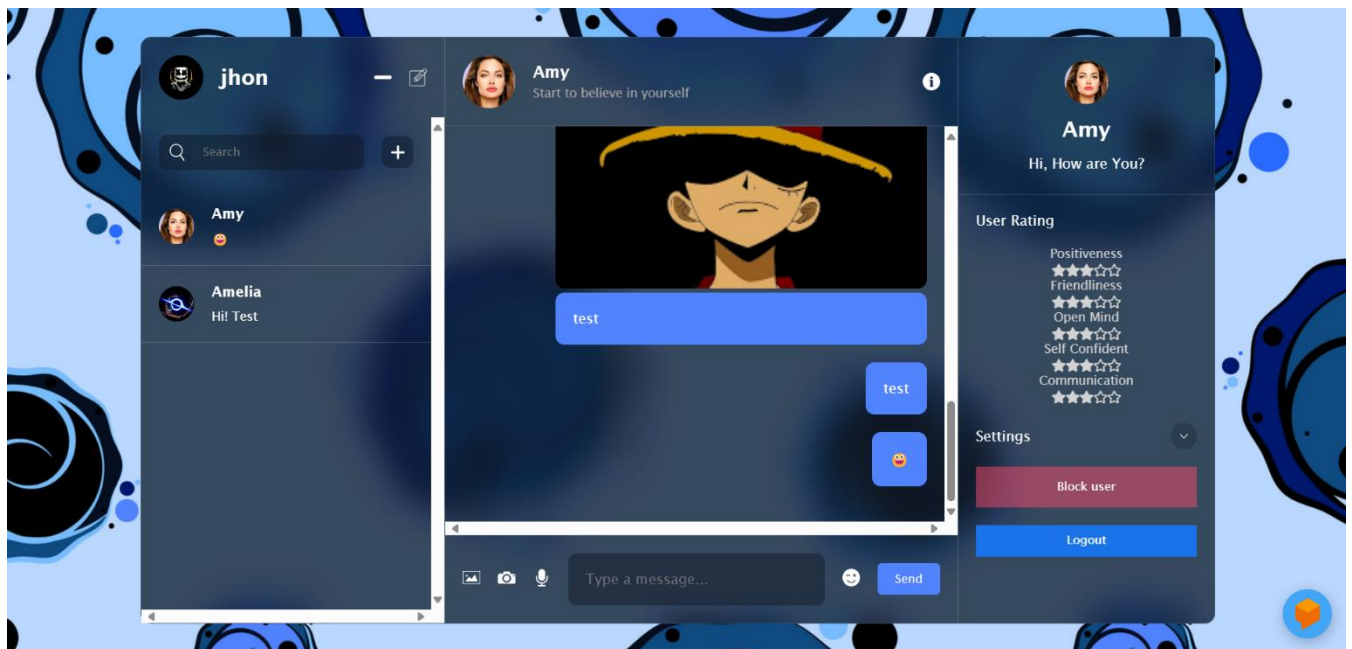 jhon
Search
Amy
Amelia
Hi! Test
Amy
Start to believe in yourself
test
test
Type a message...
Send
Amy
Hi, How are You?
User Rating
Positiveness
Friendliness
Open Mind
Self Confident
Communication
Settings
Block user
Logout